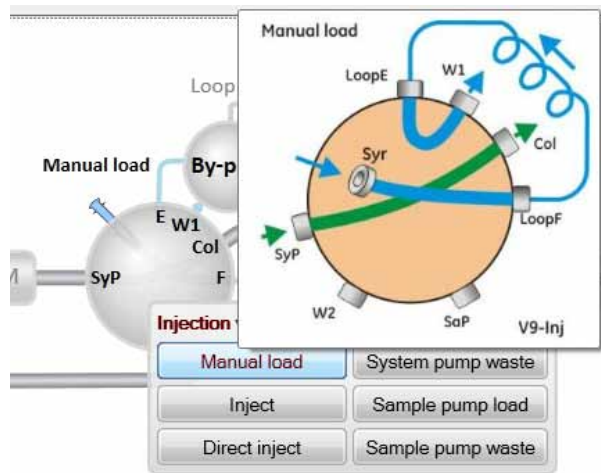 Loop
Manual load
By-p
E
W1
Col
SyP
F
M
Manual load
LoopE
W1
Col
Syr
LoopF
SyP
W2
SaP
V9-Inj
Injection
Manual load
System pump waste
Inject
Sample pump load
Direct inject
Sample pump waste